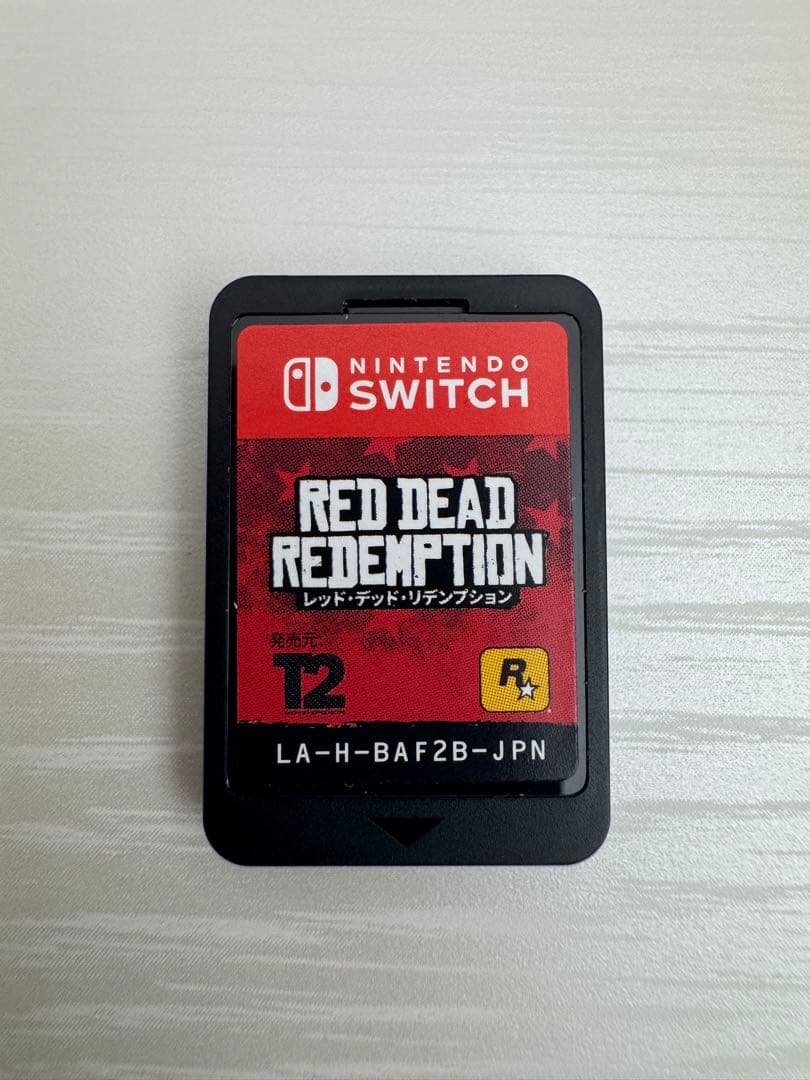 NINTENDO
SWITCH
RED DEAD
REDEMPTION
レッド・デッド・リデンプション
発売元:
T2
R
LA-H-BAF2B-JPN